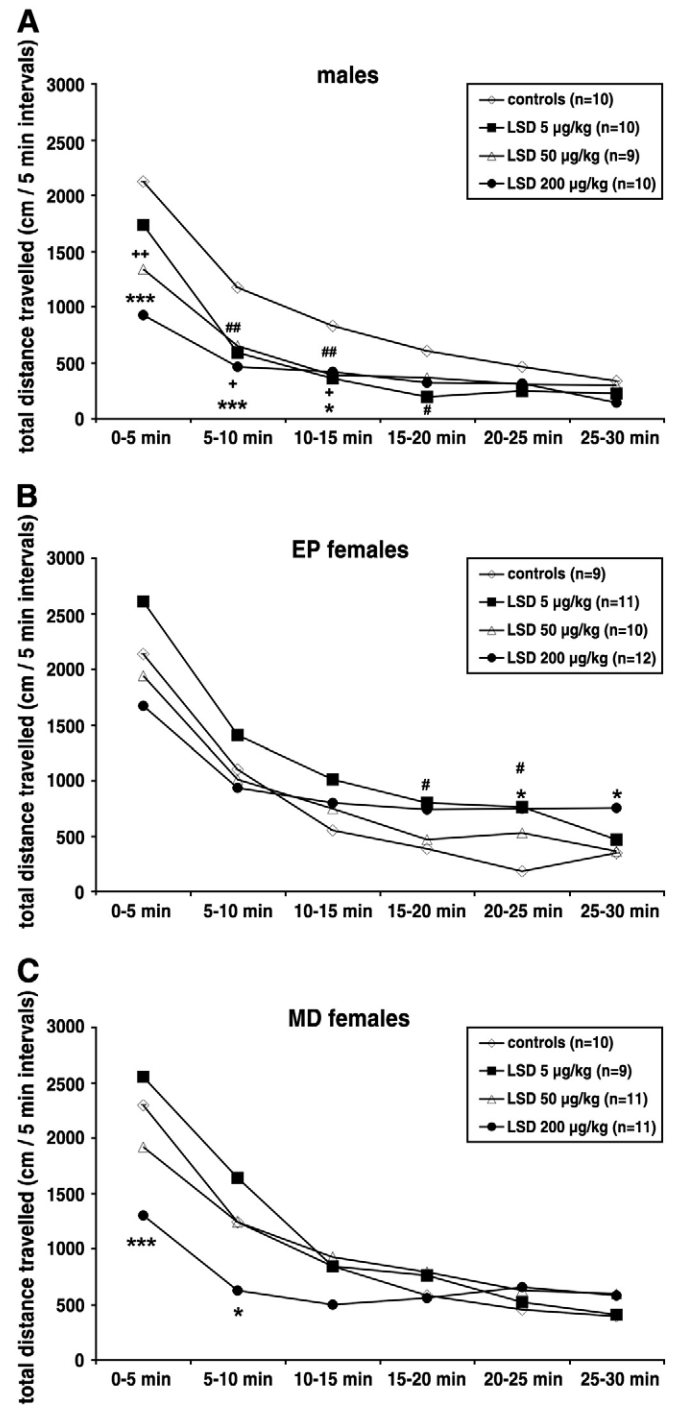 A
males
total distance travelled (cm / 5 min intervals)
3000
2500
2000
1500
1000
500
0
controls (n=10)
LSD 5 µg/kg (n=10)
LSD 50 µg/kg (n=9)
LSD 200 µg/kg (n=10)
++
***
##
+
***
##
+
*
#
0-5 min 5-10 min 10-15 min 15-20 min 20-25 min 25-30 min
B
EP females
total distance travelled (cm / 5 min intervals)
3000
2500
2000
1500
1000
500
0
controls (n=9)
LSD 5 µg/kg (n=11)
LSD 50 µg/kg (n=10)
LSD 200 µg/kg (n=12)
#
#
*
*
0-5 min 5-10 min 10-15 min 15-20 min 20-25 min 25-30 min
C
MD females
total distance travelled (cm / 5 min intervals)
3000
2500
2000
1500
1000
500
0
controls (n=10)
LSD 5 µg/kg (n=9)
LSD 50 µg/kg (n=11)
LSD 200 µg/kg (n=11)
***
*
0-5 min 5-10 min 10-15 min 15-20 min 20-25 min 25-30 min